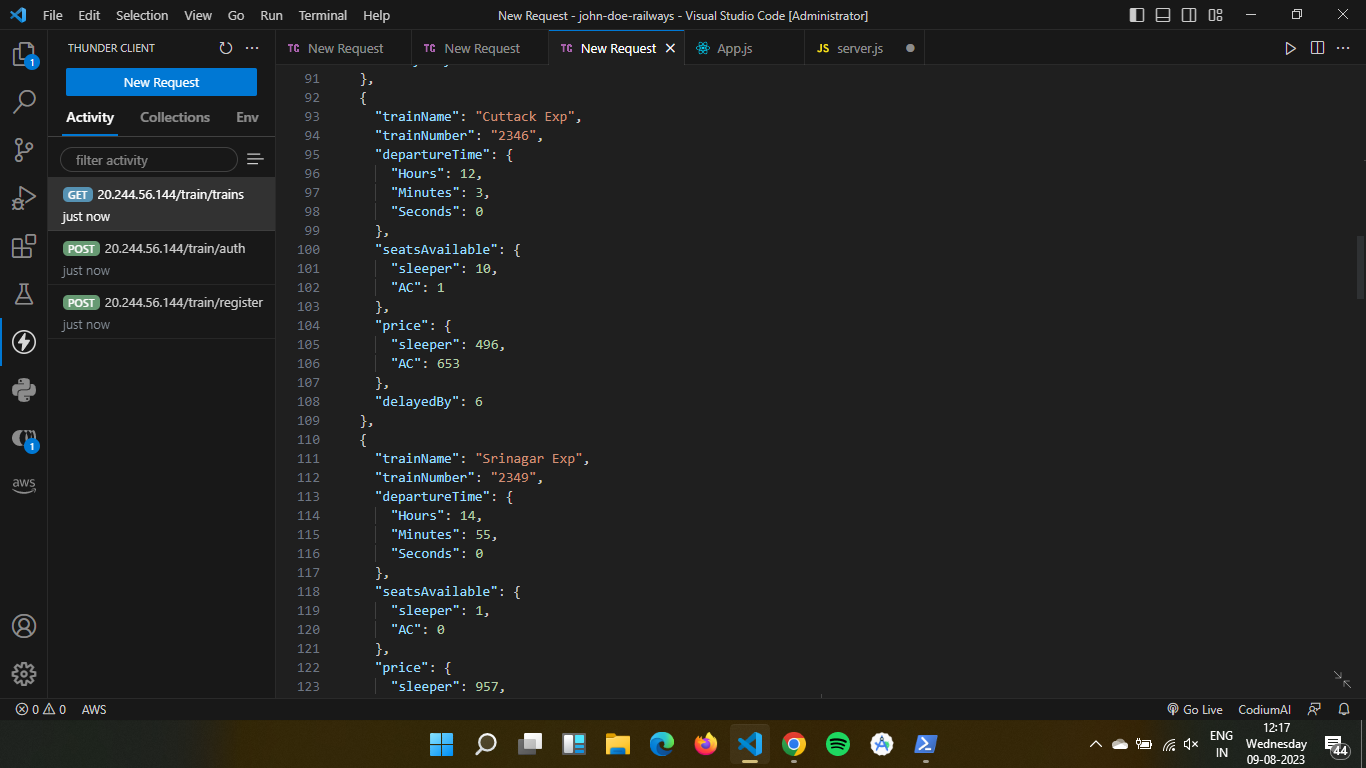 File Edit Selection View Go Run Terminal Help
New Request - john-doe-railways - Visual Studio Code [Administrator]
THUNDER CLIENT
New Request
New Request
New Request
App.js
JS server.js
1
New Request
Activity Collections Env
filter activity
GET 20.244.56.144/train/trains
just now
POST 20.244.56.144/train/auth
just now
POST 20.244.56.144/train/register
just now
1
aws
TC
TC
TC
91 },
92 {
93 "trainName": "Cuttack Exp",
94 "trainNumber": "2346",
95 "departureTime": {
96 "Hours": 12,
97 "Minutes": 3,
98 "Seconds": 0
99 },
100 "seatsAvailable": {
101 "sleeper": 10,
102 "AC": 1
103 },
104 "price": {
105 "sleeper": 496,
106 "AC": 653
107 },
108 "delayedBy": 6
109 },
110 {
111 "trainName": "Srinagar Exp",
112 "trainNumber": "2349",
113 "departureTime": {
114 "Hours": 14,
115 "Minutes": 55,
116 "Seconds": 0
117 },
118 "seatsAvailable": {
119 "sleeper": 1,
120 "AC": 0
121 },
122 "price": {
123 "sleeper": 957,
0 0 AWS
Go Live CodiumAI
ENG
IN
12:17
Wednesday
09-08-2023
44